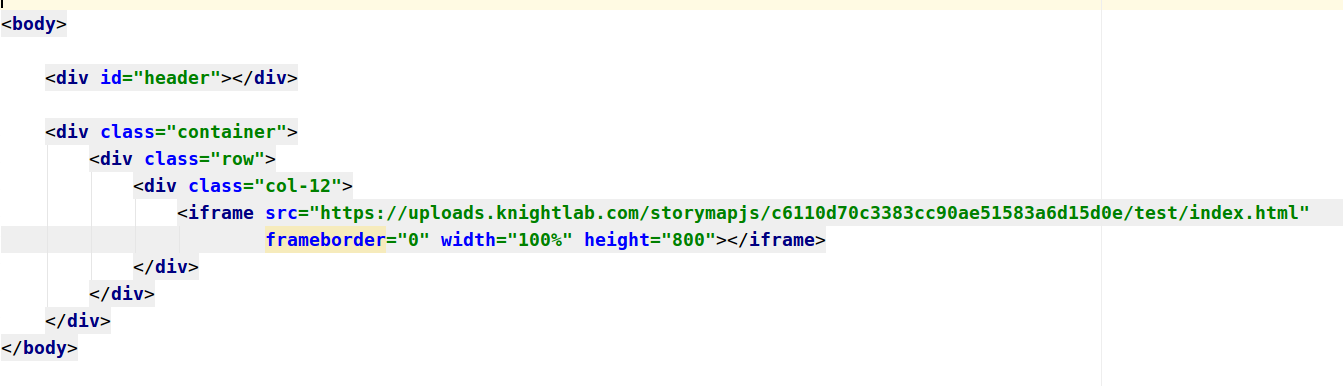 <body>
<div id="header"></div>
<div class="container">
<div class="row">
<div class="col-12">
<iframe src="https://uploads.knightlab.com/storymapjs/c6110d70c3383cc90ae51583a6d15d0e/test/index.html"
frameborder="0" width="100%" height="800"></iframe>
</div>
</div>
</div>
</body>